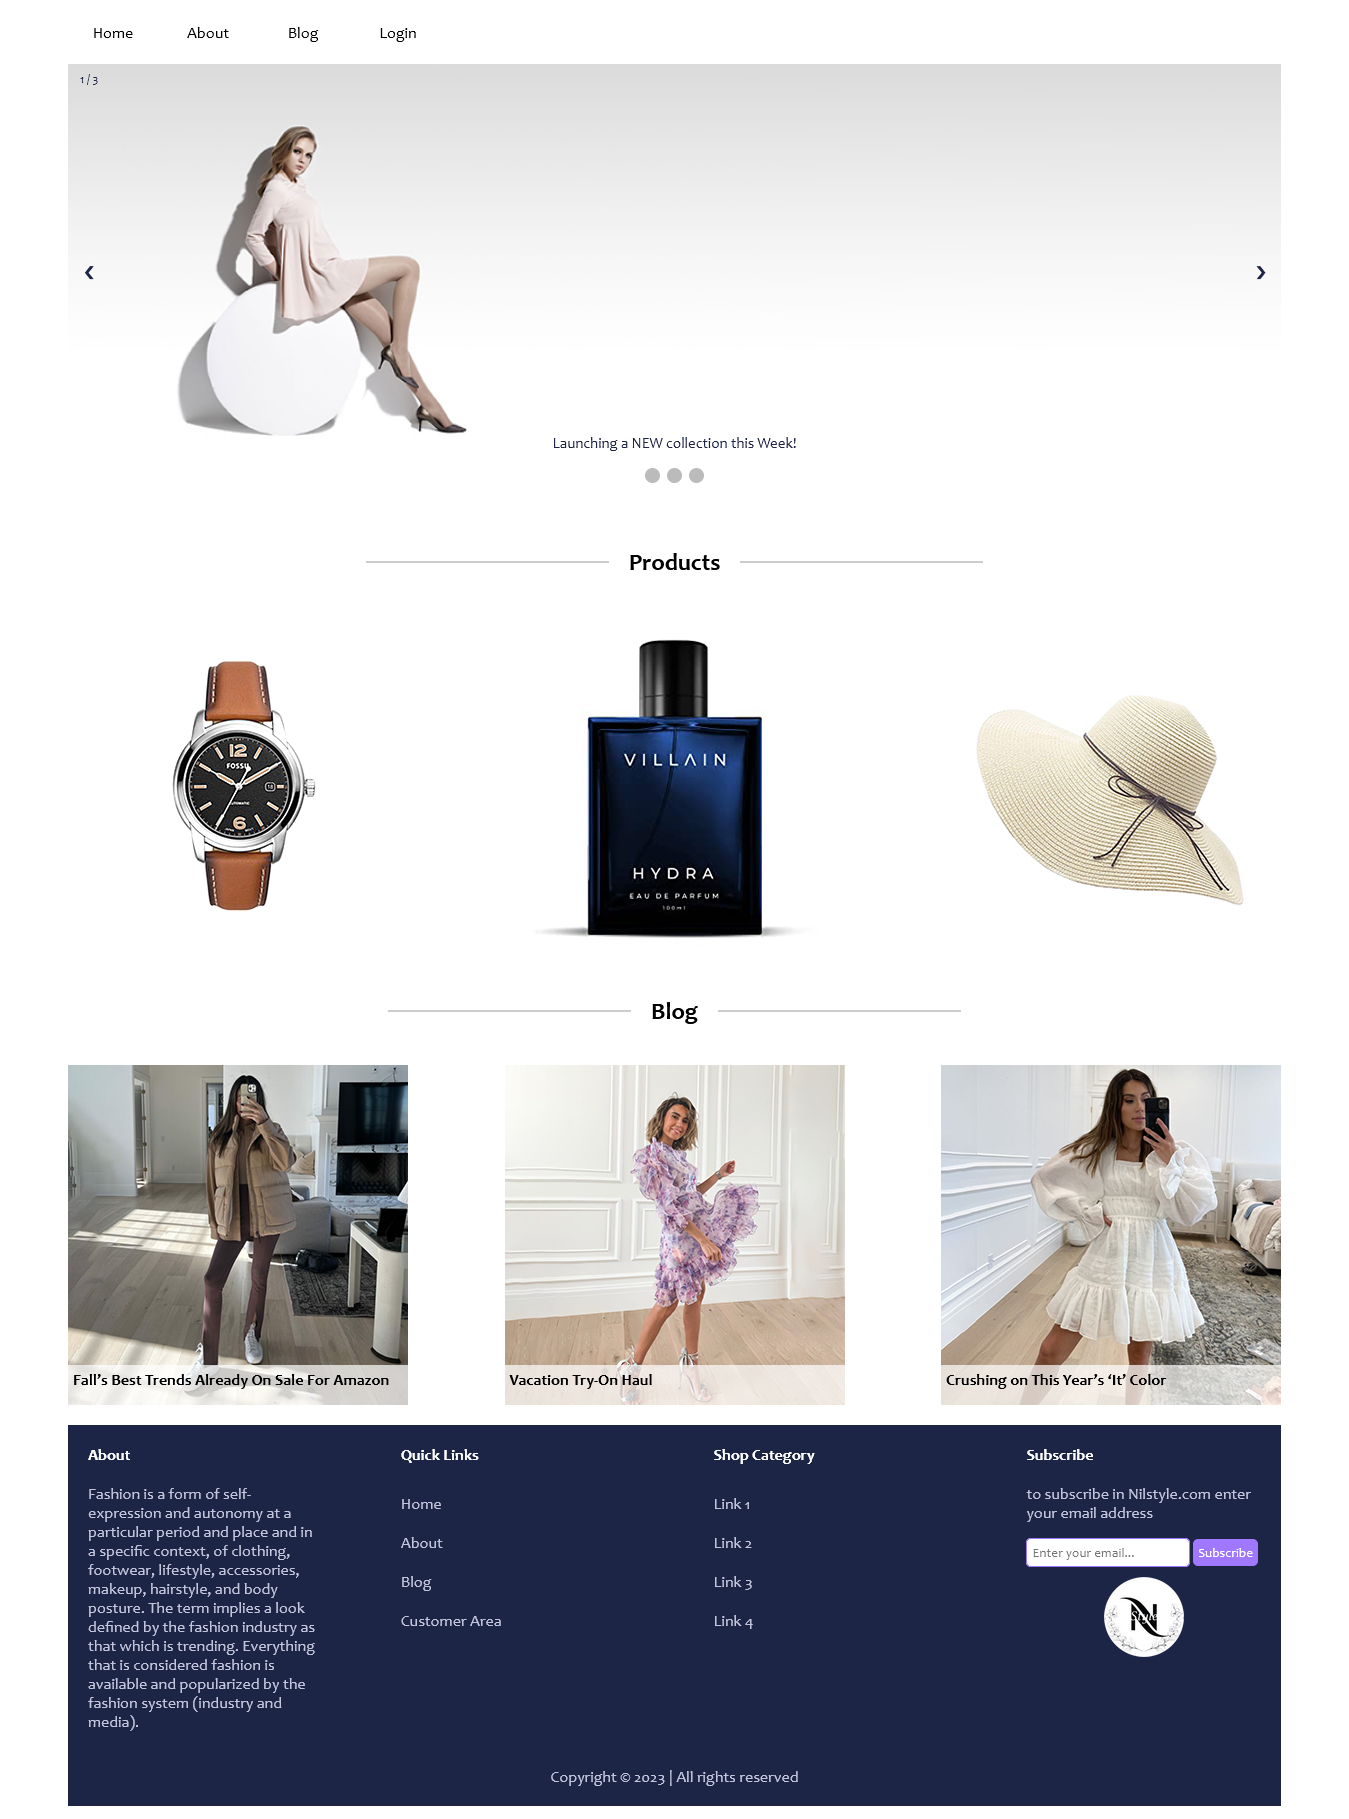 Home About Blog Login
1 / 3
❮ ❯
Launching a NEW collection this Week!
Products
12
FOSSIL
18
AUTOMATIC
6
VILLAIN
HYDRA
EAU DE PARFUM
100ml
Blog
Fall’s Best Trends Already On Sale For Amazon
Vacation Try-On Haul
Crushing on This Year’s ‘It’ Color
About
Fashion is a form of self-
expression and autonomy at a
particular period and place and in
a specific context, of clothing,
footwear, lifestyle, accessories,
makeup, hairstyle, and body
posture. The term implies a look
defined by the fashion industry as
that which is trending. Everything
that is considered fashion is
available and popularized by the
fashion system (industry and
media).
Quick Links
Home
About
Blog
Customer Area
Shop Category
Link 1
Link 2
Link 3
Link 4
Subscribe
to subscribe in Nilstyle.com enter
your email address
Enter your email... Subscribe
N Style
Copyright © 2023 | All rights reserved